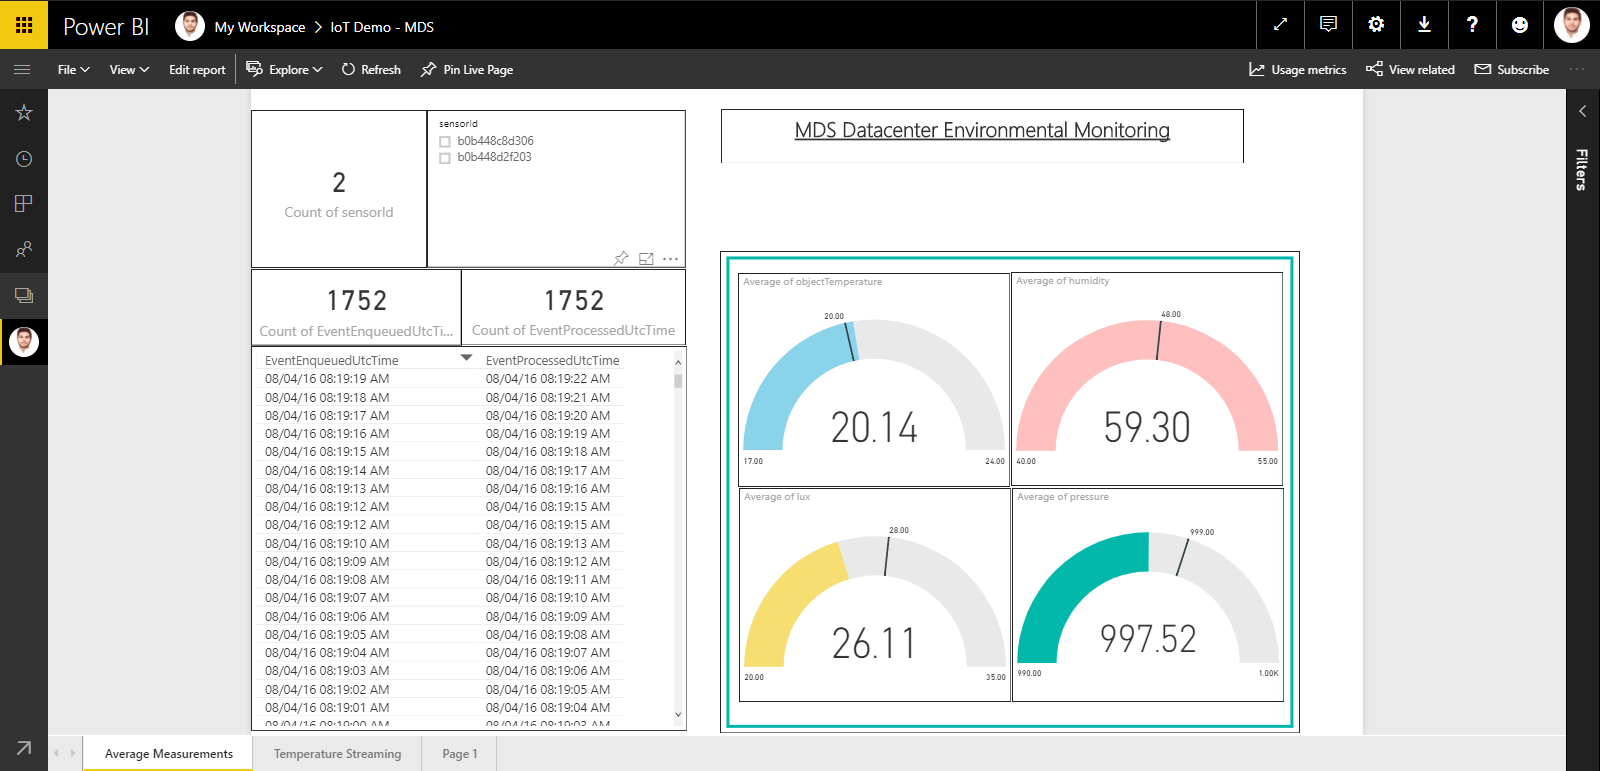 Power BI
My Workspace > IoT Demo - MDS
File View Edit report Explore Refresh Pin Live Page
Usage metrics View related Subscribe
Filters
2
Count of sensorId
sensorId
b0b448c8d306
b0b448d2f203
MDS Datacenter Environmental Monitoring
1752
Count of EventEnqueuedUtcTi...
1752
Count of EventProcessedUtcTime
EventEnqueuedUtcTime EventProcessedUtcTime
08/04/16 08:19:19 AM 08/04/16 08:19:22 AM
08/04/16 08:19:18 AM 08/04/16 08:19:21 AM
08/04/16 08:19:17 AM 08/04/16 08:19:20 AM
08/04/16 08:19:16 AM 08/04/16 08:19:19 AM
08/04/16 08:19:15 AM 08/04/16 08:19:18 AM
08/04/16 08:19:14 AM 08/04/16 08:19:17 AM
08/04/16 08:19:13 AM 08/04/16 08:19:16 AM
08/04/16 08:19:12 AM 08/04/16 08:19:15 AM
08/04/16 08:19:12 AM 08/04/16 08:19:15 AM
08/04/16 08:19:10 AM 08/04/16 08:19:13 AM
08/04/16 08:19:09 AM 08/04/16 08:19:12 AM
08/04/16 08:19:08 AM 08/04/16 08:19:11 AM
08/04/16 08:19:07 AM 08/04/16 08:19:10 AM
08/04/16 08:19:06 AM 08/04/16 08:19:09 AM
08/04/16 08:19:05 AM 08/04/16 08:19:08 AM
08/04/16 08:19:04 AM 08/04/16 08:19:07 AM
08/04/16 08:19:03 AM 08/04/16 08:19:06 AM
08/04/16 08:19:02 AM 08/04/16 08:19:05 AM
08/04/16 08:19:01 AM 08/04/16 08:19:04 AM
08/04/16 08:19:00 AM 08/04/16 08:19:03 AM
Average of objectTemperature
20.00
20.14
17.00 24.00
Average of humidity
48.00
59.30
40.00 55.00
Average of lux
28.00
26.11
20.00 35.00
Average of pressure
999.00
997.52
990.00 1.00K
Average Measurements Temperature Streaming Page 1